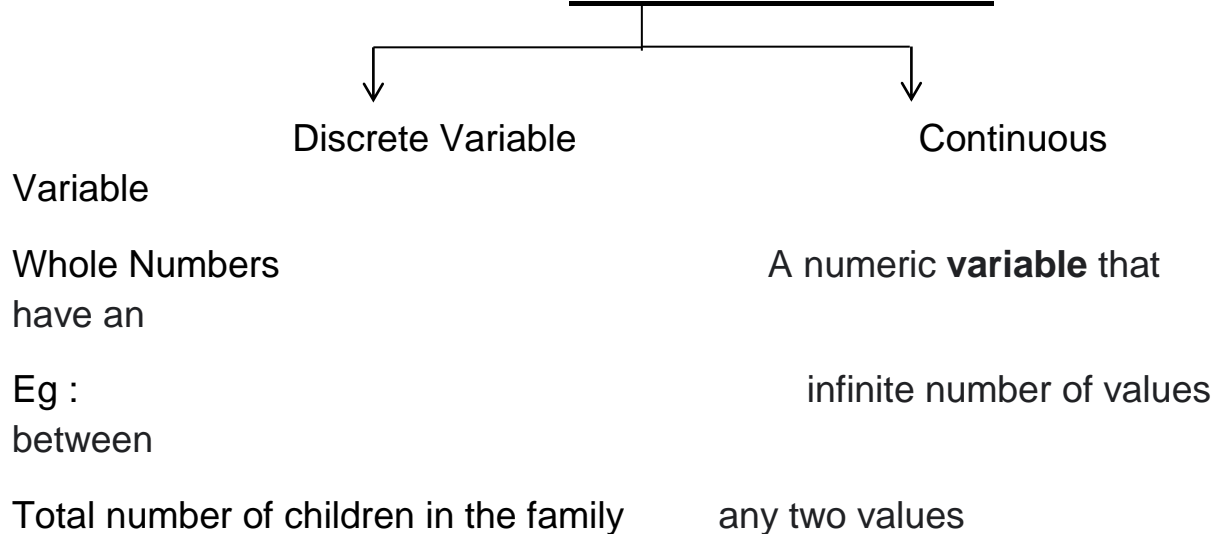 Discrete Variable Continuous
Variable
Whole Numbers A numeric variable that
have an
Eg : infinite number of values
between
Total number of children in the family any two values